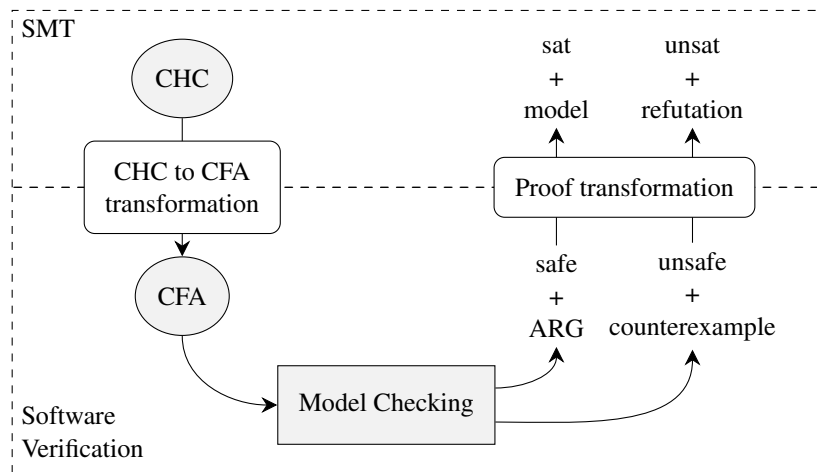 SMT
CHC
CHC to CFA
transformation
CFA
Model Checking
safe
+
ARG
unsafe
+
counterexample
Proof transformation
sat
+
model
unsat
+
refutation
Software
Verification